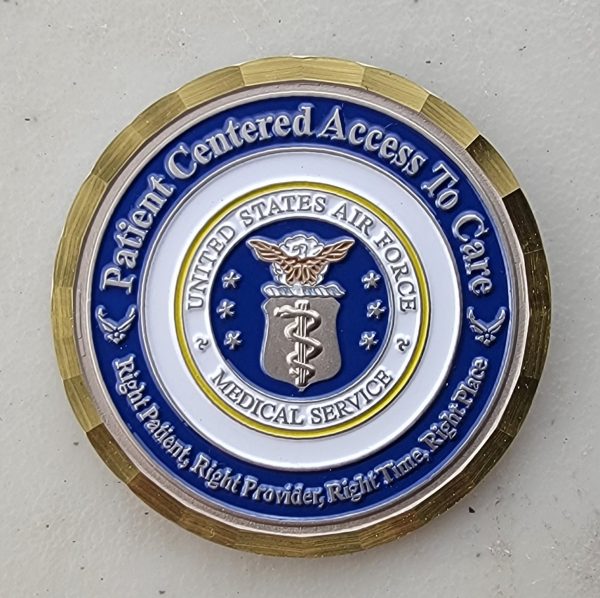 Patient Centered Access To Care
UNITED STATES AIR FORCE
MEDICAL SERVICE
Right Patient, Right Provider, Right Time, Right Place